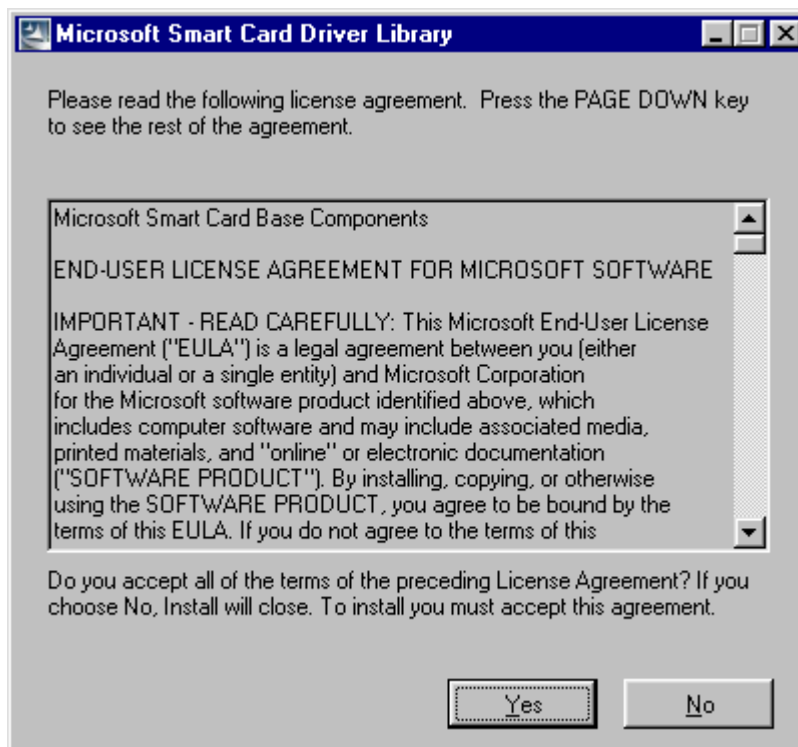 Microsoft Smart Card Driver Library
Please read the following license agreement. Press the PAGE DOWN key
to see the rest of the agreement.
Microsoft Smart Card Base Components
END-USER LICENSE AGREEMENT FOR MICROSOFT SOFTWARE
IMPORTANT - READ CAREFULLY: This Microsoft End-User License
Agreement ("EULA") is a legal agreement between you (either
an individual or a single entity) and Microsoft Corporation
for the Microsoft software product identified above, which
includes computer software and may include associated media,
printed materials, and "online" or electronic documentation
("SOFTWARE PRODUCT"). By installing, copying, or otherwise
using the SOFTWARE PRODUCT, you agree to be bound by the
terms of this EULA. If you do not agree to the terms of this
Do you accept all of the terms of the preceding License Agreement? If you
choose No, Install will close. To install you must accept this agreement.
Yes
No